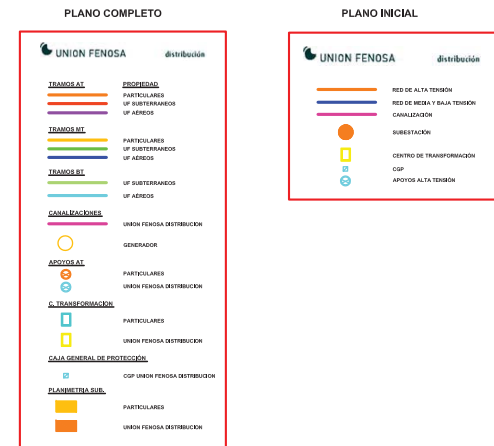 PLANO COMPLETO
UNION FENOSA distribución
TRAMOS AT PROPIEDAD
PARTICULARES
UF SUBTERRANEOS
UF AÉREOS
TRAMOS MT
PARTICULARES
UF SUBTERRANEOS
UF AÉREOS
TRAMOS BT
UF SUBTERRANEOS
UF AÉREOS
CANALIZACIONES
UNION FENOSA DISTRIBUCION
GENERADOR
APOYOS AT
PARTICULARES
UNION FENOSA DISTRIBUCION
C. TRANSFORMACION
PARTICULARES
UNION FENOSA DISTRIBUCION
CAJA GENERAL DE PROTECCIÓN
CGP UNION FENOSA DISTRIBUCION
PLANIMETRIA SUB.
PARTICULARES
UNION FENOSA DISTRIBUCION
PLANO INICIAL
UNION FENOSA distribución
RED DE ALTA TENSIÓN
RED DE MEDIA Y BAJA TENSIÓN
CANALIZACIÓN
SUBESTACIÓN
CENTRO DE TRANSFORMACIÓN
CGP
APOYOS ALTA TENSIÓN